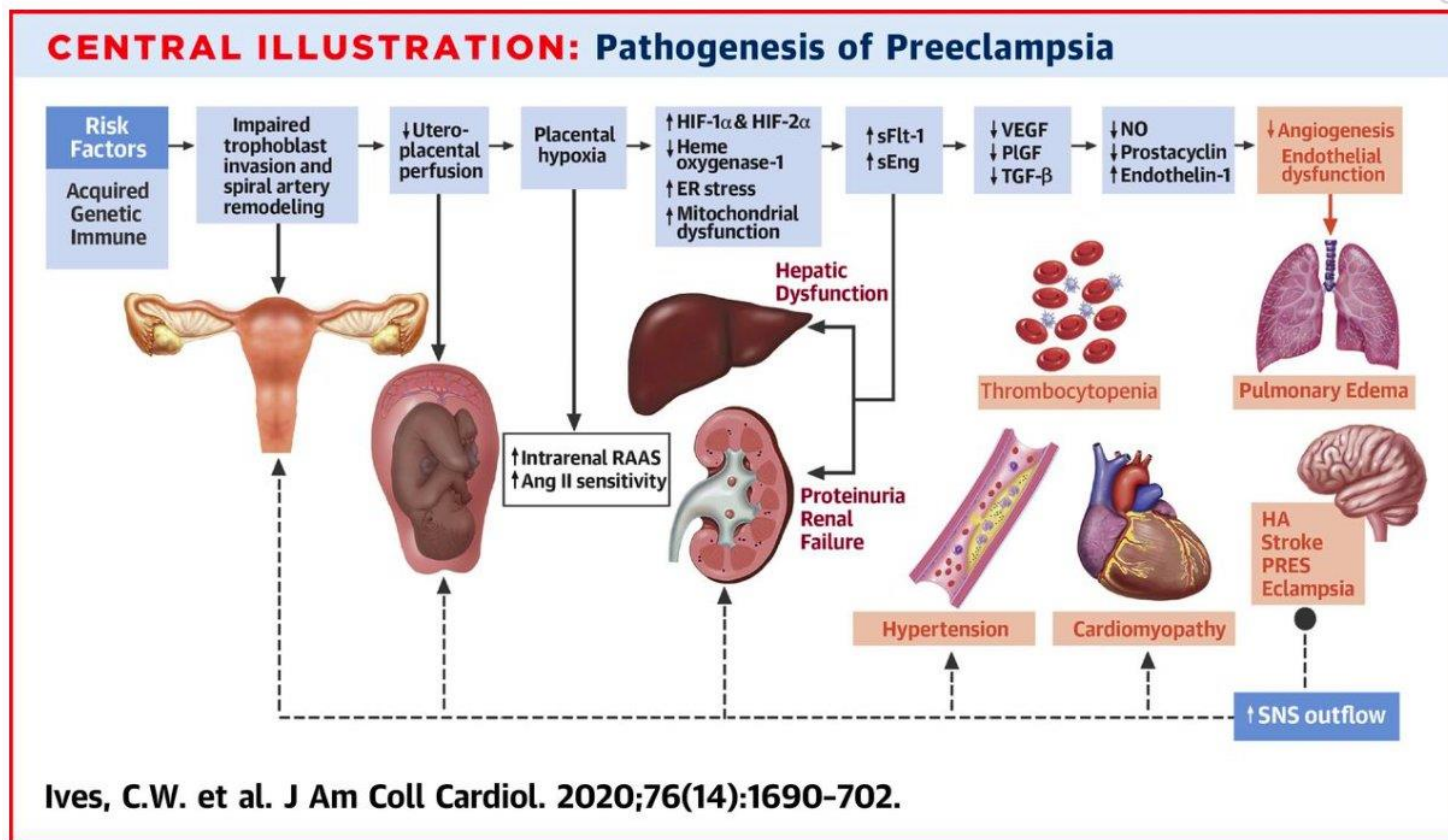 CENTRAL ILLUSTRATION: Pathogenesis of Preeclampsia
Risk
Factors
Acquired
Genetic
Immune
Impaired
trophoblast
invasion and
spiral artery
remodeling
↓Utero-
placental
perfusion
Placental
hypoxia
↑HIF-1α & HIF-2α
↓Heme
oxygenase-1
↑ER stress
↑Mitochondrial
dysfunction
↑sFlt-1
↑sEng
↓VEGF
↓PlGF
↓TGF-β
↓NO
↓Prostacyclin
↑Endothelin-1
↓Angiogenesis
Endothelial
dysfunction
Hepatic
Dysfunction
Thrombocytopenia
Pulmonary Edema
↑Intrarenal RAAS
↑Ang II sensitivity
Proteinuria
Renal
Failure
HA
Stroke
PRES
Eclampsia
Hypertension
Cardiomyopathy
↑SNS outflow
Ives, C.W. et al. J Am Coll Cardiol. 2020;76(14):1690-702.